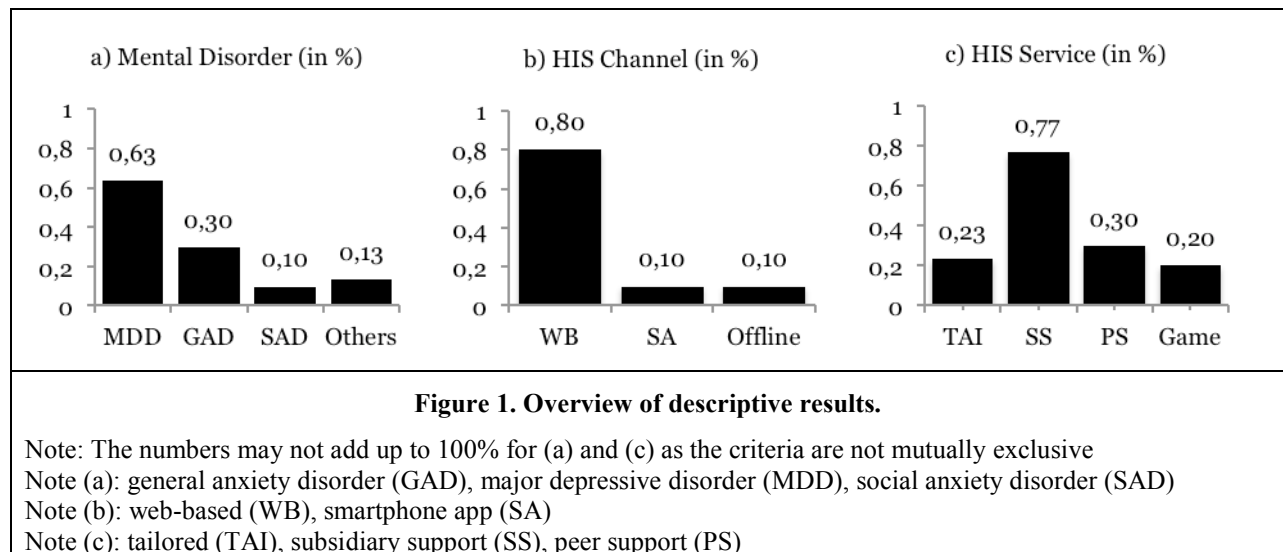 a) Mental Disorder (in %)
1
0,8
0,6
0,4
0,2
0
0,63
0,30
0,10
0,13
MDD GAD SAD Others
b) HIS Channel (in %)
1
0,8
0,6
0,4
0,2
0
0,80
0,10
0,10
WB SA Offline
c) HIS Service (in %)
1
0,8
0,6
0,4
0,2
0
0,23
0,77
0,30
0,20
TAI SS PS Game
Figure 1. Overview of descriptive results.
Note: The numbers may not add up to 100% for (a) and (c) as the criteria are not mutually exclusive
Note (a): general anxiety disorder (GAD), major depressive disorder (MDD), social anxiety disorder (SAD)
Note (b): web-based (WB), smartphone app (SA)
Note (c): tailored (TAI), subsidiary support (SS), peer support (PS)